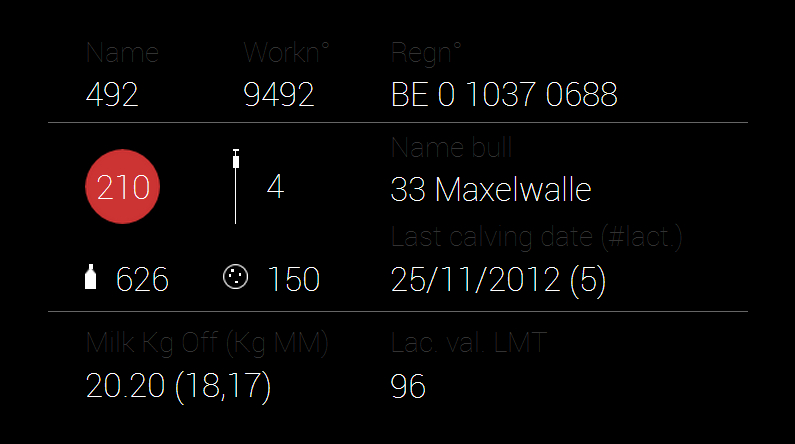 Name Workn° Regn°
492 9492 BE 0 1037 0688
Name bull
210 4 33 Maxelwalle
Last calving date (#lact.)
626 150 25/11/2012 (5)
Milk Kg Off (Kg MM) Lac. val. LMT
20.20 (18,17) 96